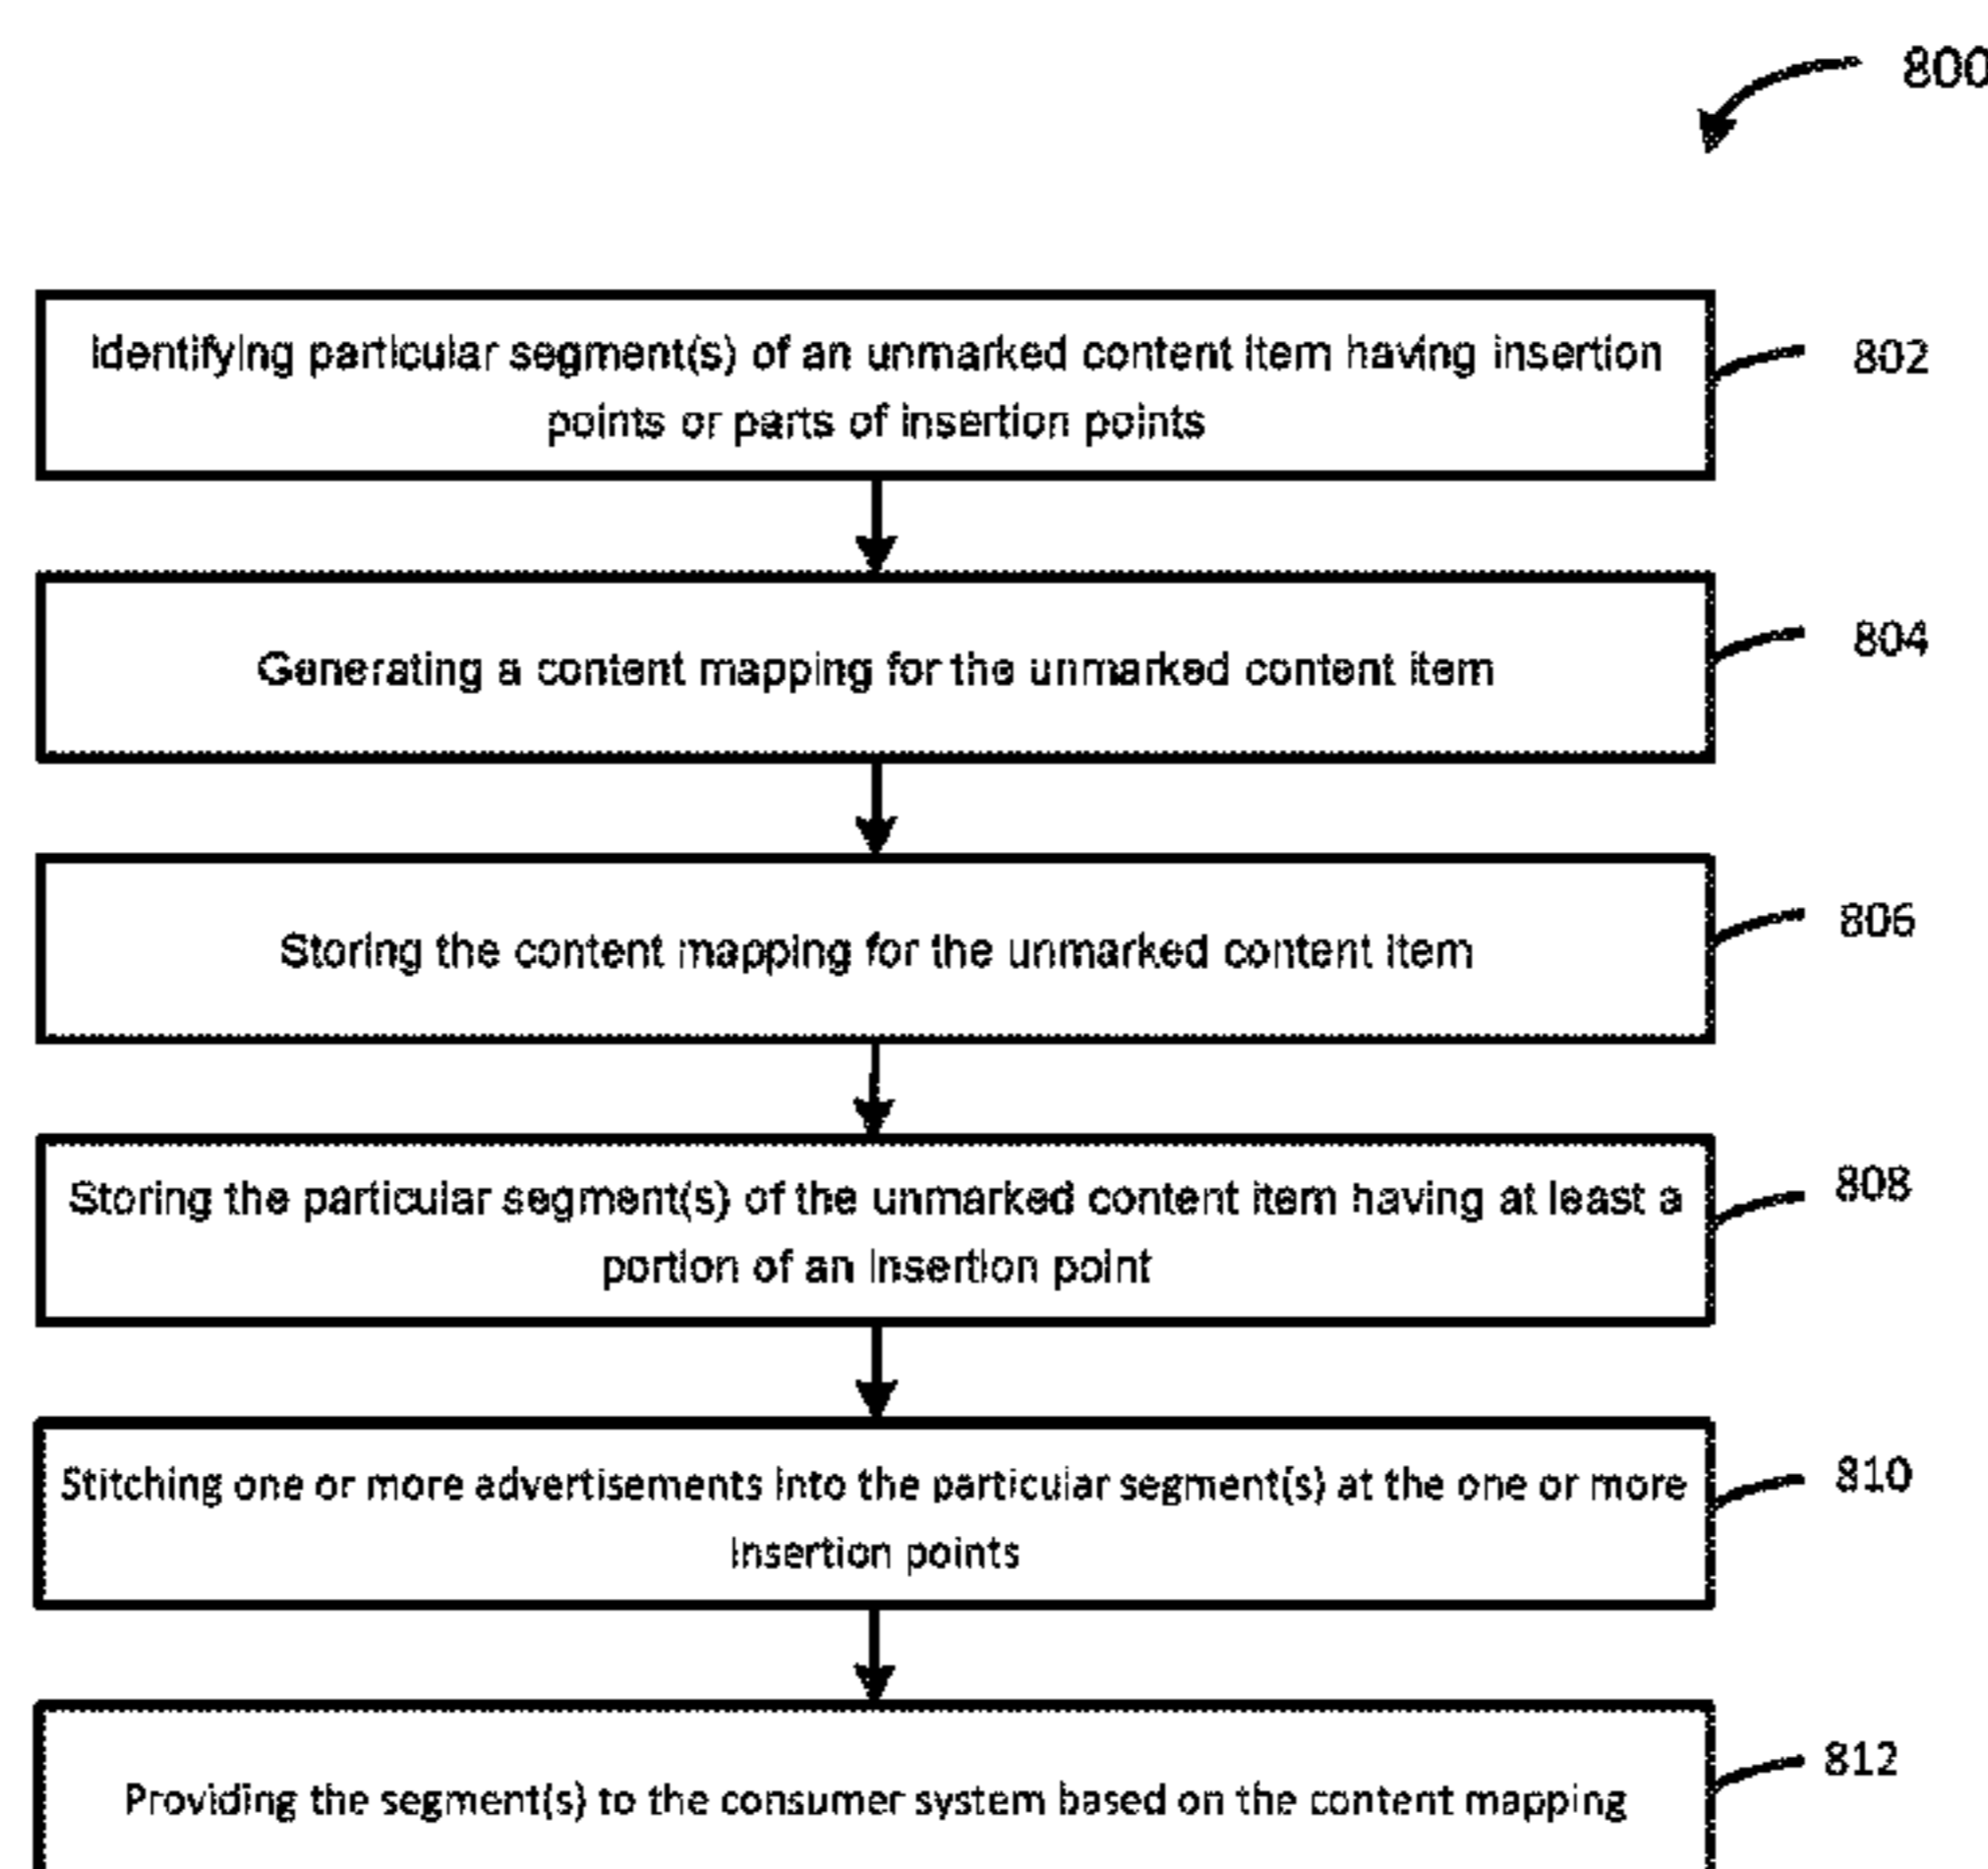 800
Identifying particular segment(s) of an unmarked content item having insertion
points or parts of insertion points
802
Generating a content mapping for the unmarked content item
804
Storing the content mapping for the unmarked content item
806
Storing the particular segment(s) of the unmarked content item having at least a
portion of an insertion point
808
Stitching one or more advertisements into the particular segment(s) at the one or more
insertion points
810
Providing the segment(s) to the consumer system based on the content mapping
812